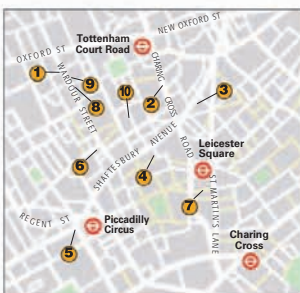 NEW OXFORD ST
Tottenham
Court Road
OXFORD ST
1
WARDOUR STREET
9
8
10
CHARING CROSS ROAD
2
3
SHAFTESBURY AVENUE
6
4
Leicester
Square
ST MARTIN'S LANE
7
REGENT ST
Piccadilly
Circus
5
Charing
Cross